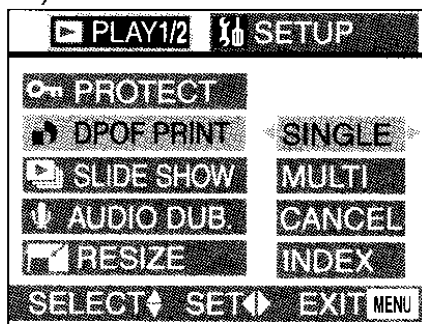 PLAY1/2 SETUP
PROTECT
DPOF PRINT SINGLE
SLIDE SHOW MULTI
AUDIO DUB. CANCEL
RESIZE INDEX
SELECT SET EXIT MENU